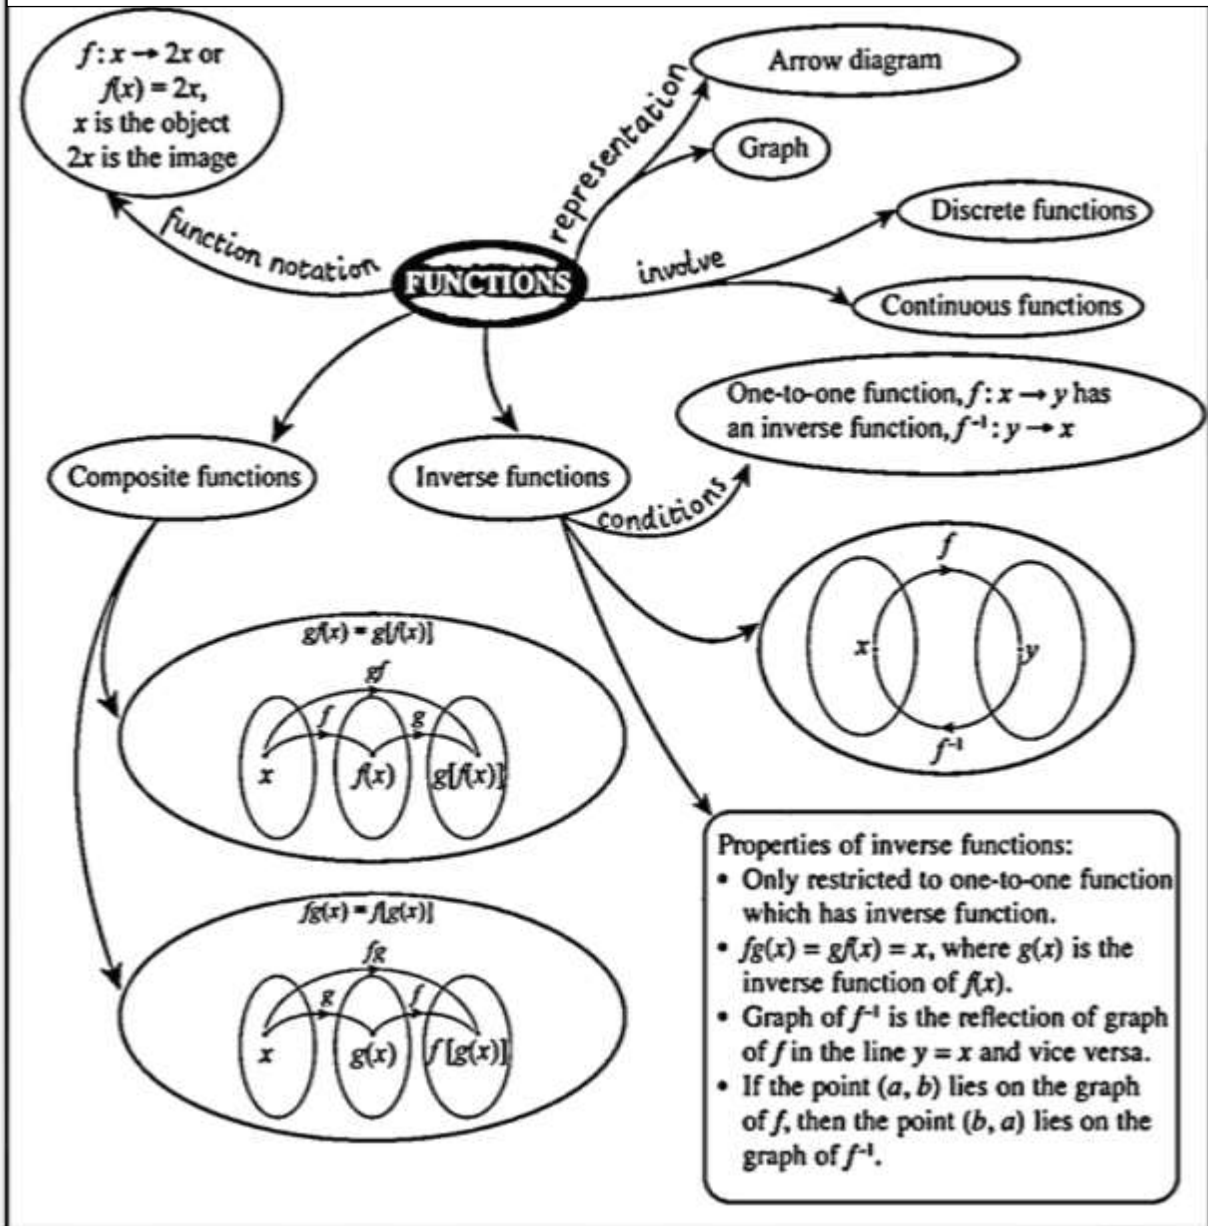 f : x → 2x or
f(x) = 2x,
x is the object
2x is the image
function notation
FUNCTIONS
representation
Arrow diagram
Graph
involve
Discrete functions
Continuous functions
Composite functions
Inverse functions
conditions
One-to-one function, f : x → y has
an inverse function, f⁻¹ : y → x
f
x
y
f⁻¹
gf(x) = g[f(x)]
gf
f
g
x
f(x)
g[f(x)]
fg(x) = f[g(x)]
fg
g
f
x
g(x)
f[g(x)]
Properties of inverse functions:
• Only restricted to one-to-one function
which has inverse function.
• fg(x) = gf(x) = x, where g(x) is the
inverse function of f(x).
• Graph of f⁻¹ is the reflection of graph
of f in the line y = x and vice versa.
• If the point (a, b) lies on the graph
of f, then the point (b, a) lies on the
graph of f⁻¹.